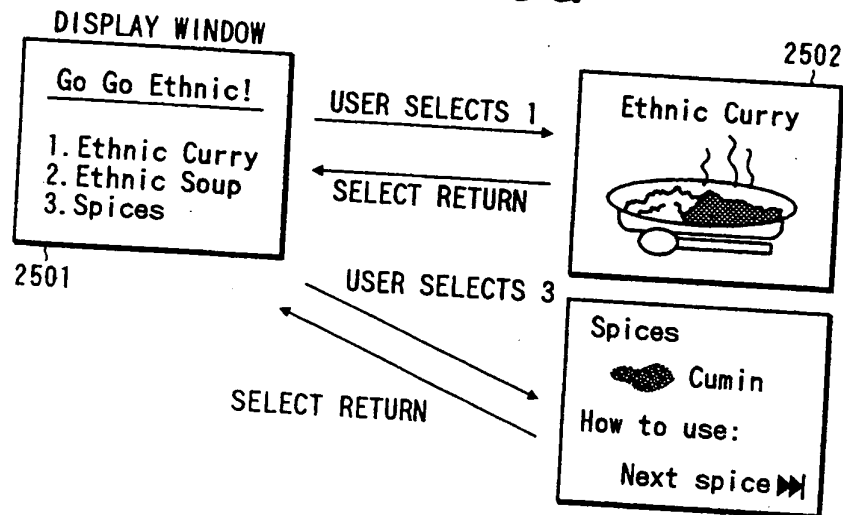 DISPLAY WINDOW
Go Go Ethnic!
1. Ethnic Curry
2. Ethnic Soup
3. Spices
2501
USER SELECTS 1
SELECT RETURN
2502
Ethnic Curry
USER SELECTS 3
SELECT RETURN
Spices
Cumin
How to use:
Next spice